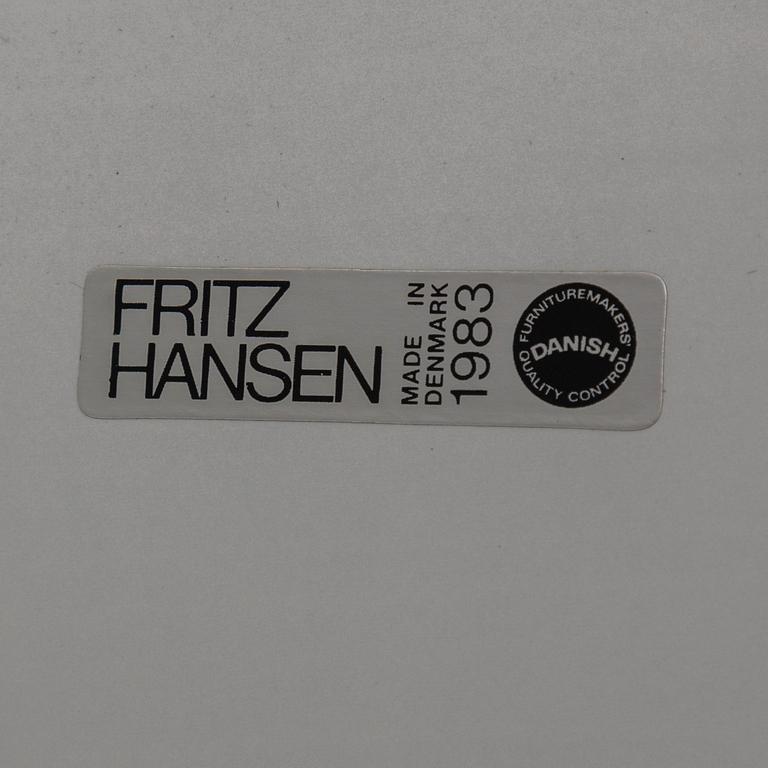 FRITZ
HANSEN
MADE IN
DENMARK
1983
FURNITUREMAKERS'
DANISH
QUALITY CONTROL